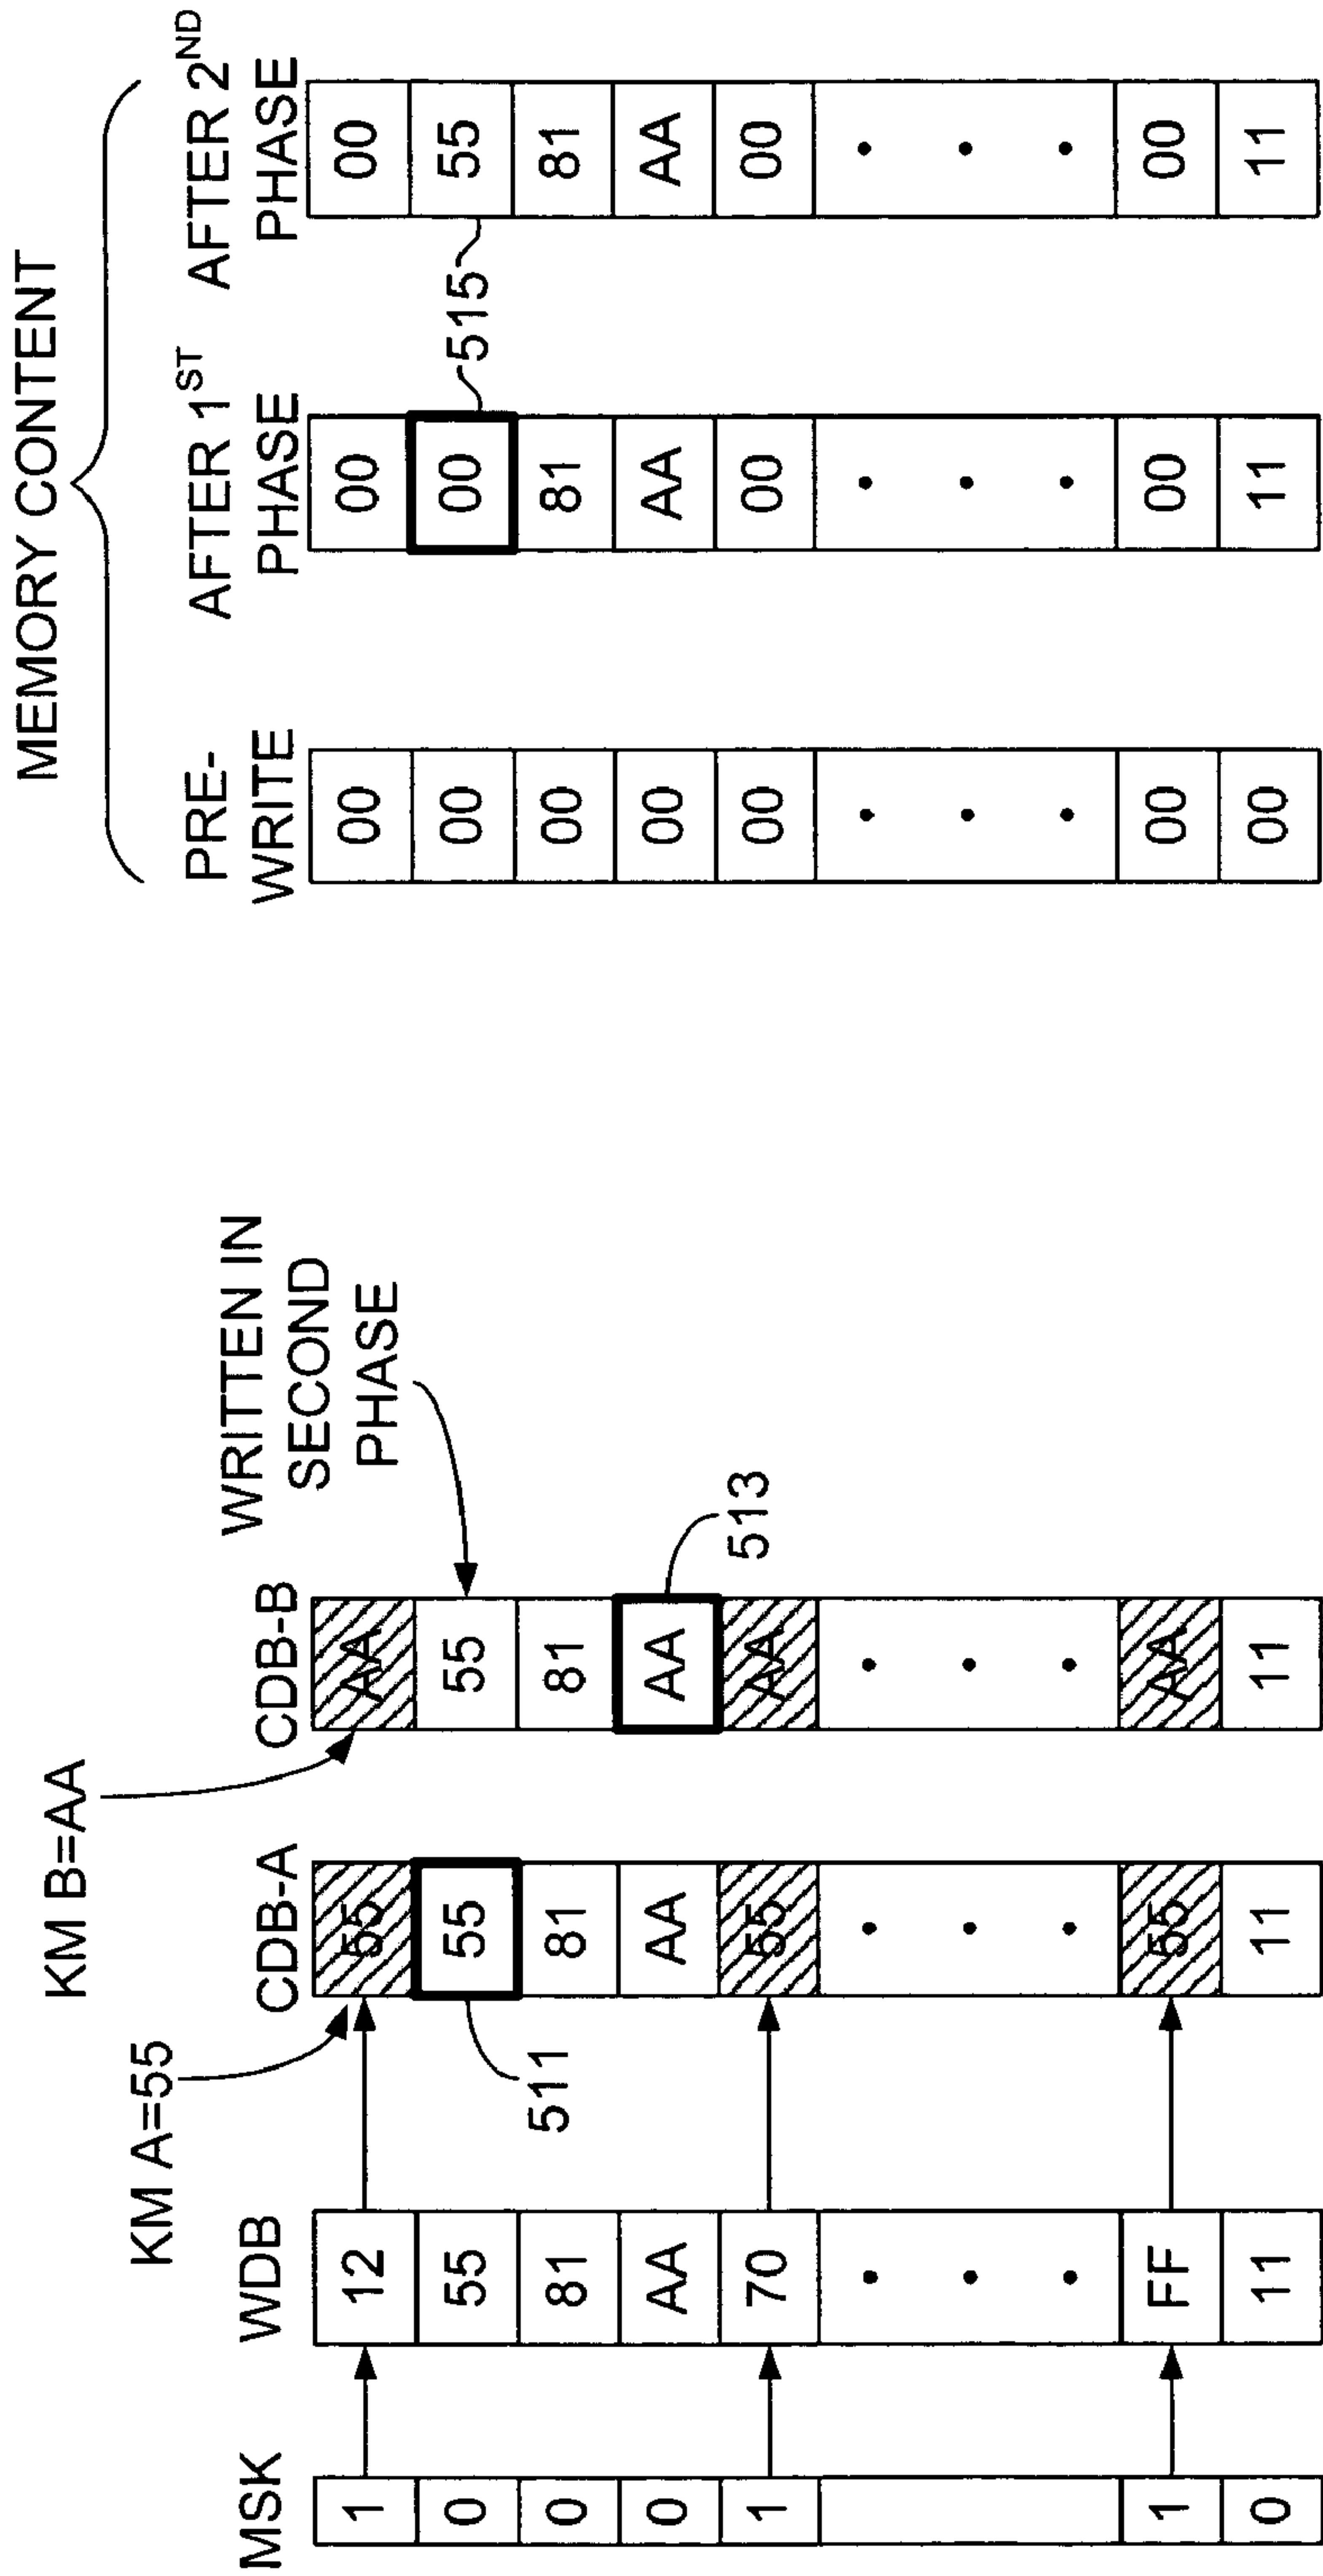 MEMORY CONTENT
KM B=AA
KM A=55
WRITTEN IN
SECOND
PHASE
PRE-
WRITE
AFTER 1ST
PHASE
AFTER 2ND
PHASE
MSK WDB CDB-A CDB-B
1 12 55 AA 00 00 00
0 55 55 55 00 00 55
0 81 81 81 00 81 81
0 AA AA AA 00 AA AA
1 70 55 AA 00 00 00
1 FF 55 AA 00 00 00
0 11 11 11 00 11 11
511
513
515